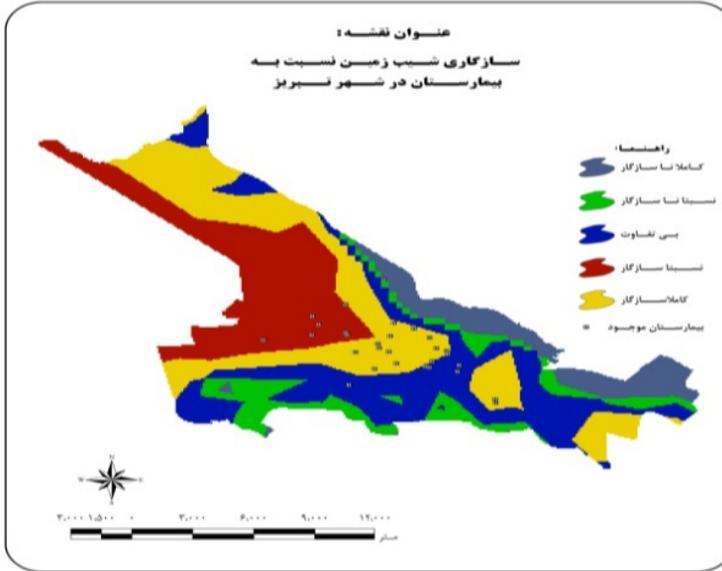 عنوان نقشه :
سازگاری شیب زمین نسبت به
بیمارستان در شهر تبریز
راهنما:
کاملا نا سازگار
نسبتا نا سازگار
بی تفاوت
نسبتا سازگار
کاملاسازگار
بیمارستان موجود
N
W E
S
۳,۰۰۰ ۱,۵۰۰ ۰ ۳,۰۰۰ ۶,۰۰۰ ۹,۰۰۰ ۱۲,۰۰۰
متر